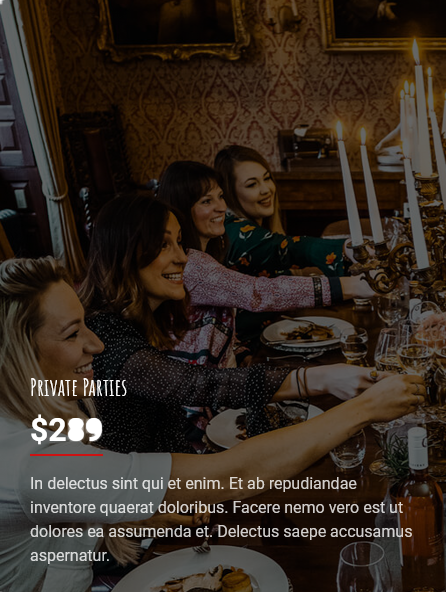 Private Parties
$289
In delectus sint qui et enim. Et ab repudiandae
inventore quaerat doloribus. Facere nemo vero est ut
dolores ea assumenda et. Delectus saepe accusamus
aspernatur.